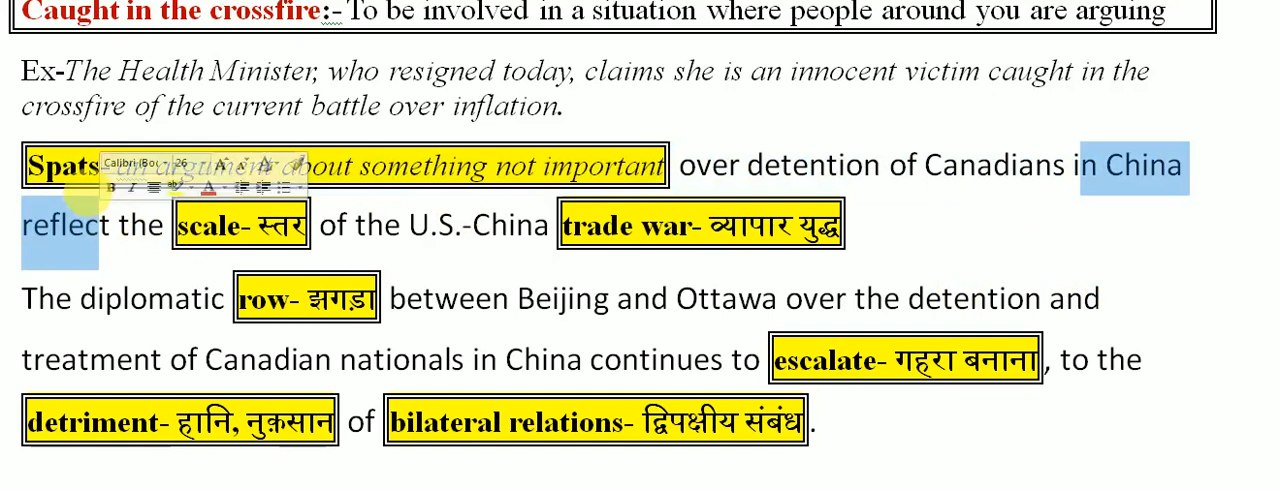 Caught in the crossfire:- To be involved in a situation where people around you are arguing
Ex-The Health Minister, who resigned today, claims she is an innocent victim caught in the
crossfire of the current battle over inflation.
Spats- an argument about something not important over detention of Canadians in China
Calibri (Bo 26
reflect the scale- स्तर of the U.S.-China trade war- व्यापार युद्ध
The diplomatic row- झगड़ा between Beijing and Ottawa over the detention and
treatment of Canadian nationals in China continues to escalate- गहरा बनाना, to the
detriment- हानि, नुक़सान of bilateral relations- द्विपक्षीय संबंध.